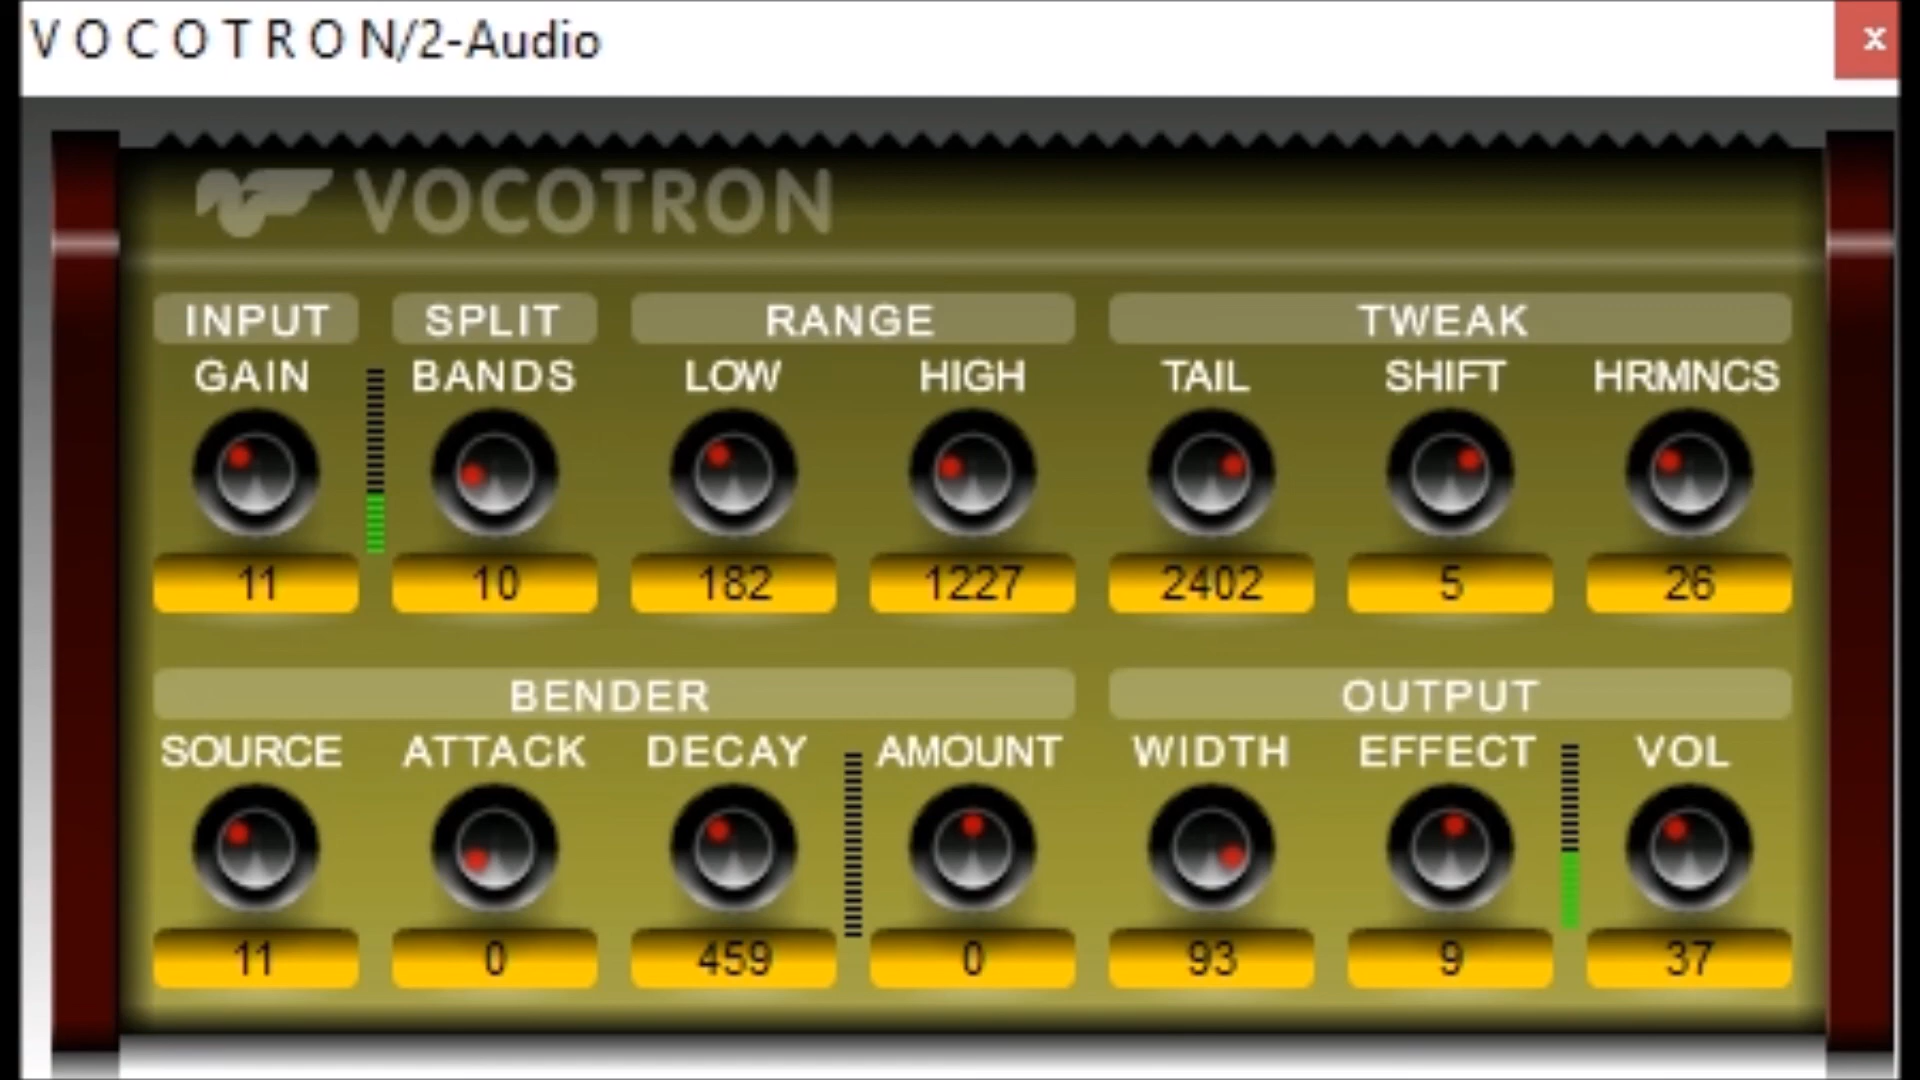 V O C O T R O N/2-Audio
x
VOCOTRON
INPUT SPLIT RANGE TWEAK
GAIN BANDS LOW HIGH TAIL SHIFT HRMNCS
11 10 182 1227 2402 5 26
BENDER OUTPUT
SOURCE ATTACK DECAY AMOUNT WIDTH EFFECT VOL
11 0 459 0 93 9 37